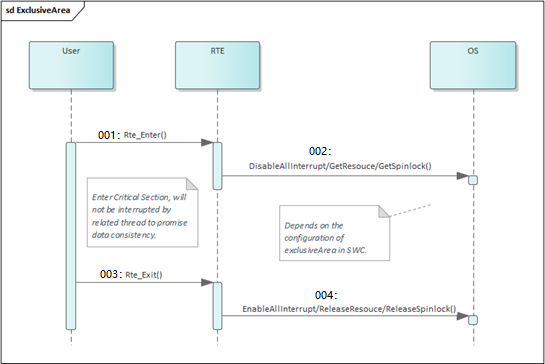 sd ExclusiveArea
User
RTE
OS
001: Rte_Enter()
002:
DisableAllInterrupt/GetResouce/GetSpinlock()
Enter Critical Section, will
not be interrupted by
related thread to promise
data consistency.
Depends on the
configuration of
exclusiveArea in SWC.
003: Rte_Exit()
004:
EnableAllInterrupt/ReleaseResouce/ReleaseSpinlock()